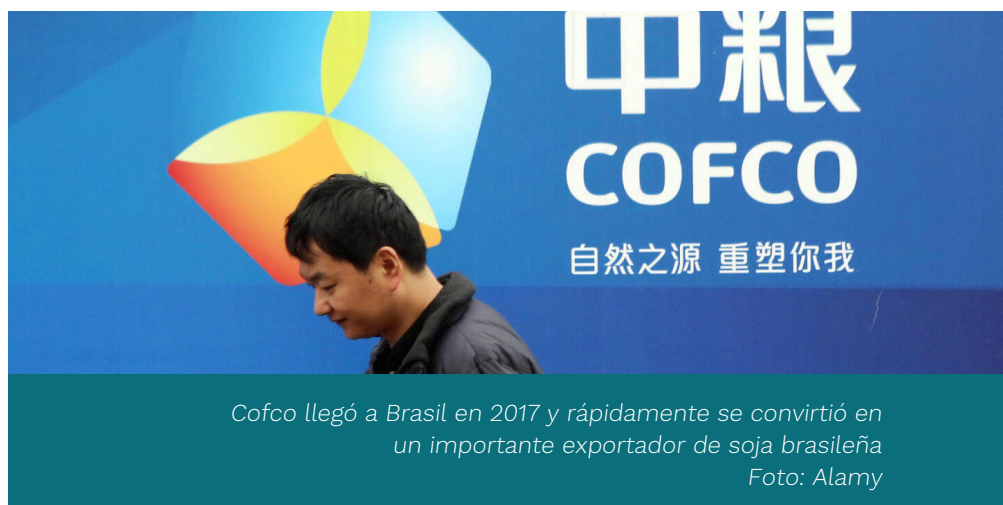 中粮
COFCO
自然之源 重塑你我
Cofco llegó a Brasil en 2017 y rápidamente se convirtió en
un importante exportador de soja brasileña
Foto: Alamy